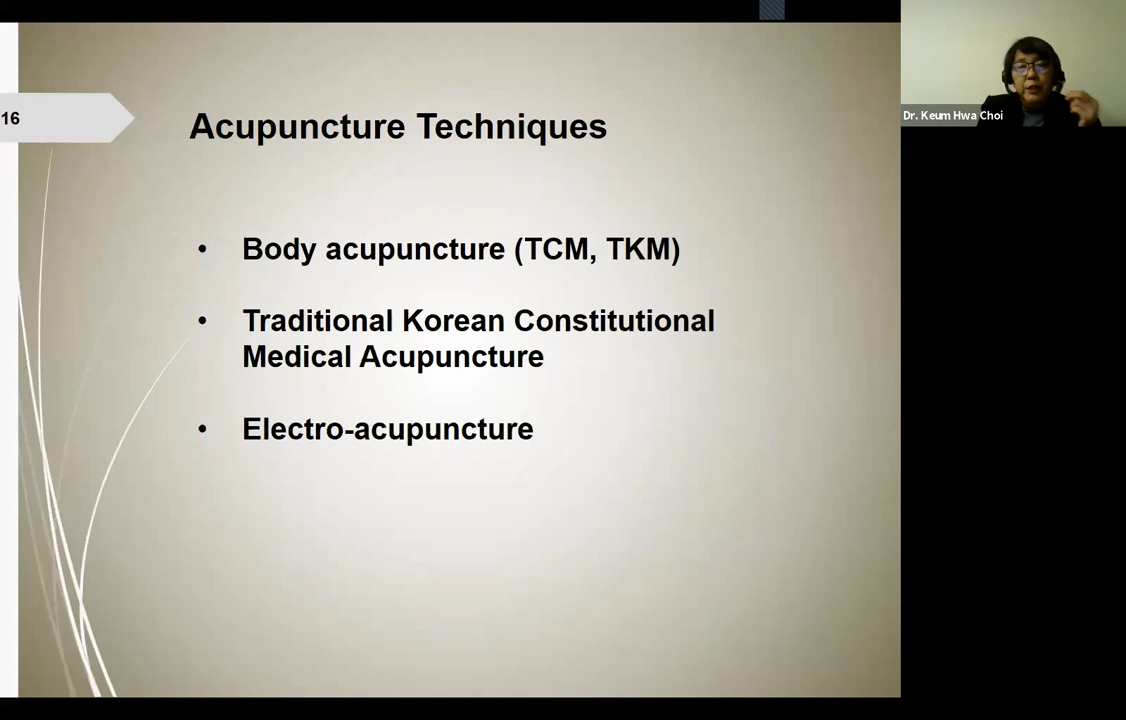 16
Acupuncture Techniques
Dr. Keum Hwa Choi
• Body acupuncture (TCM, TKM)
• Traditional Korean Constitutional
Medical Acupuncture
• Electro-acupuncture